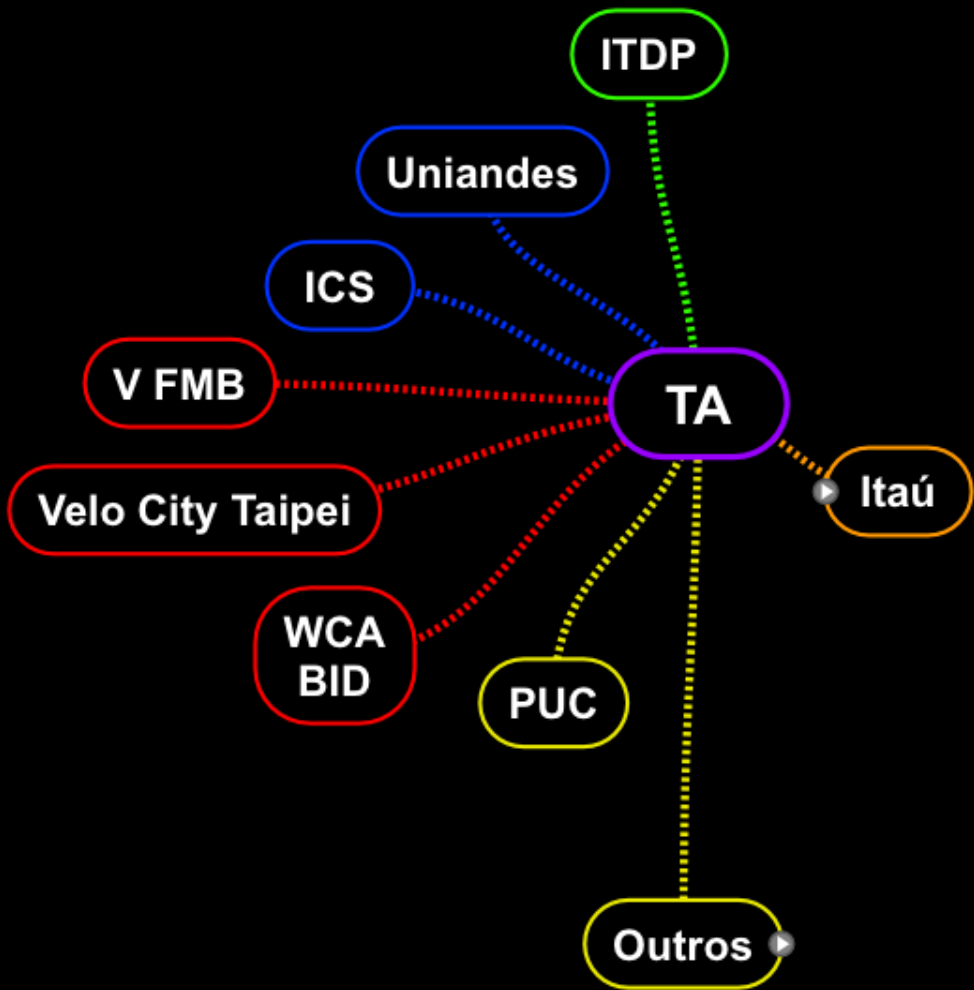 ITDP
Uniandes
ICS
V FMB
TA
Itaú
Velo City Taipei
WCA
BID
PUC
Outros